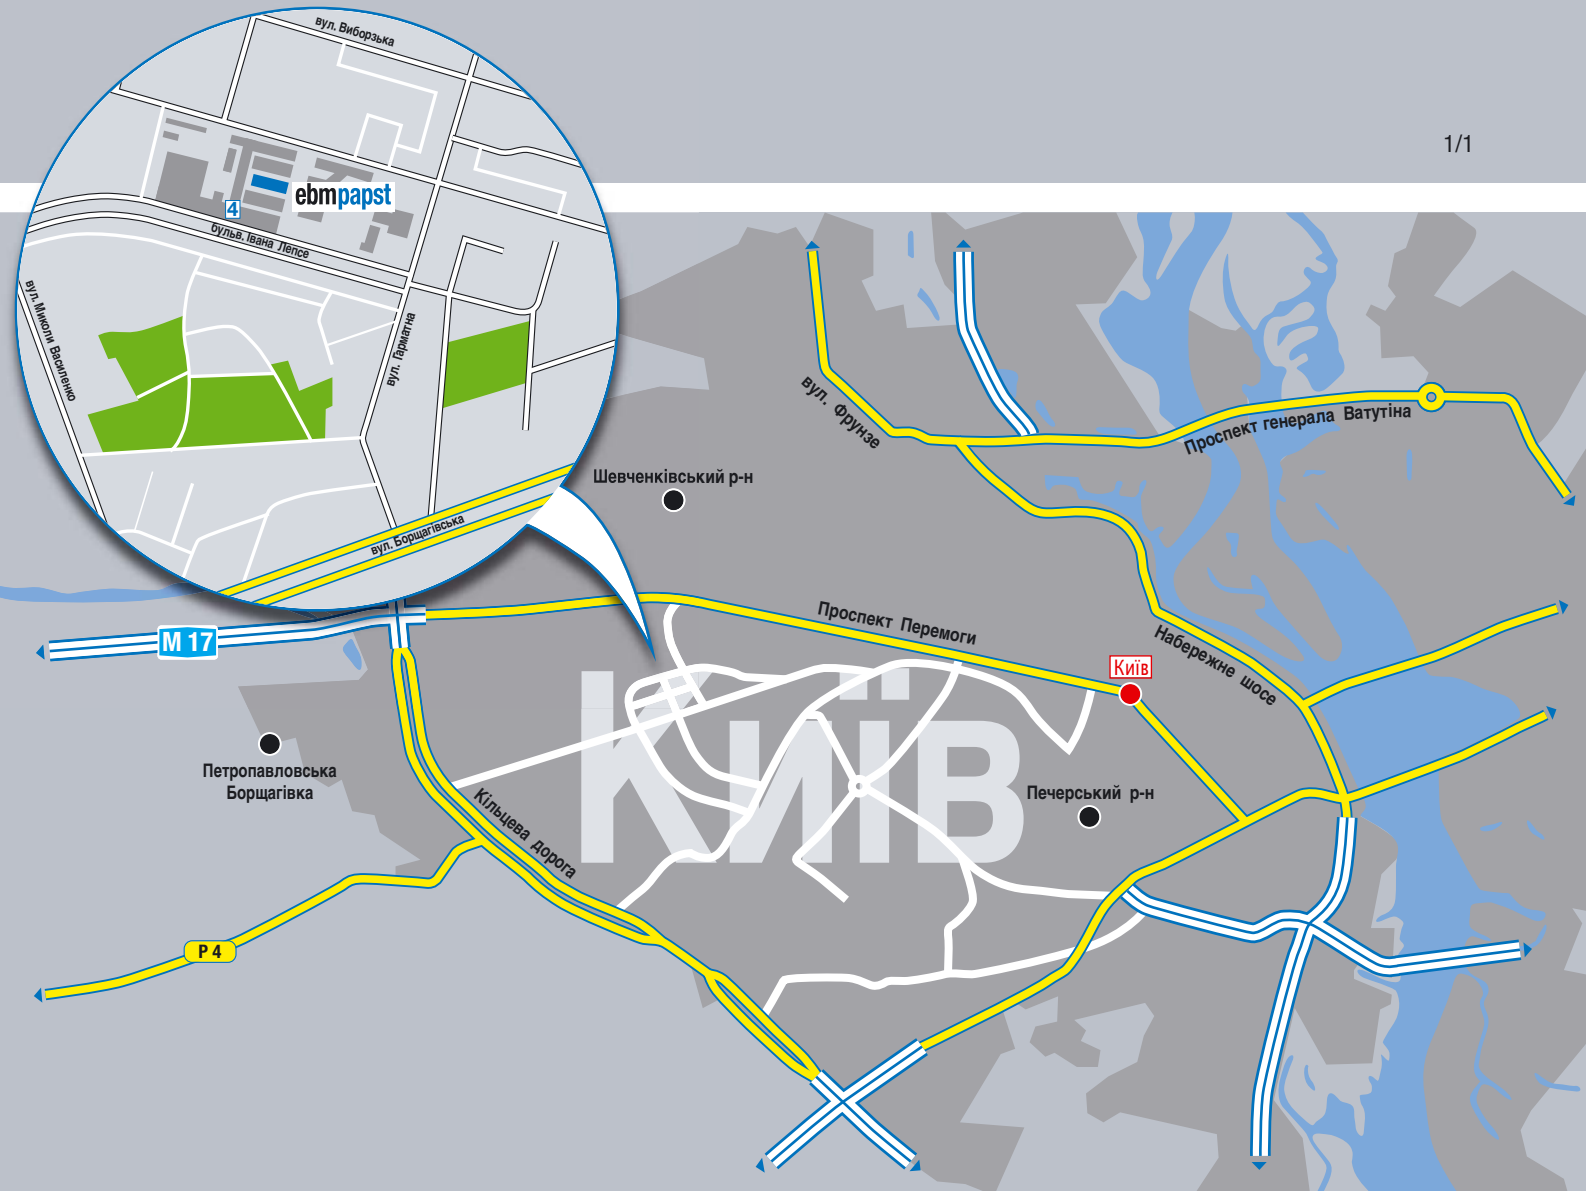 вул. Виборзька
1/1
ebmpapst
4
бульв. Івана Лепсе
вул. Миколи Василенко
вул. Гарматна
вул. Борщагівська
вул. Фрунзе
Проспект генерала Ватутіна
Шевченківський р-н
Проспект Перемоги
Набережне шосе
M 17
Київ
Київ
Петропавловська
Борщагівка
Печерський р-н
Кільцева дорога
P 4